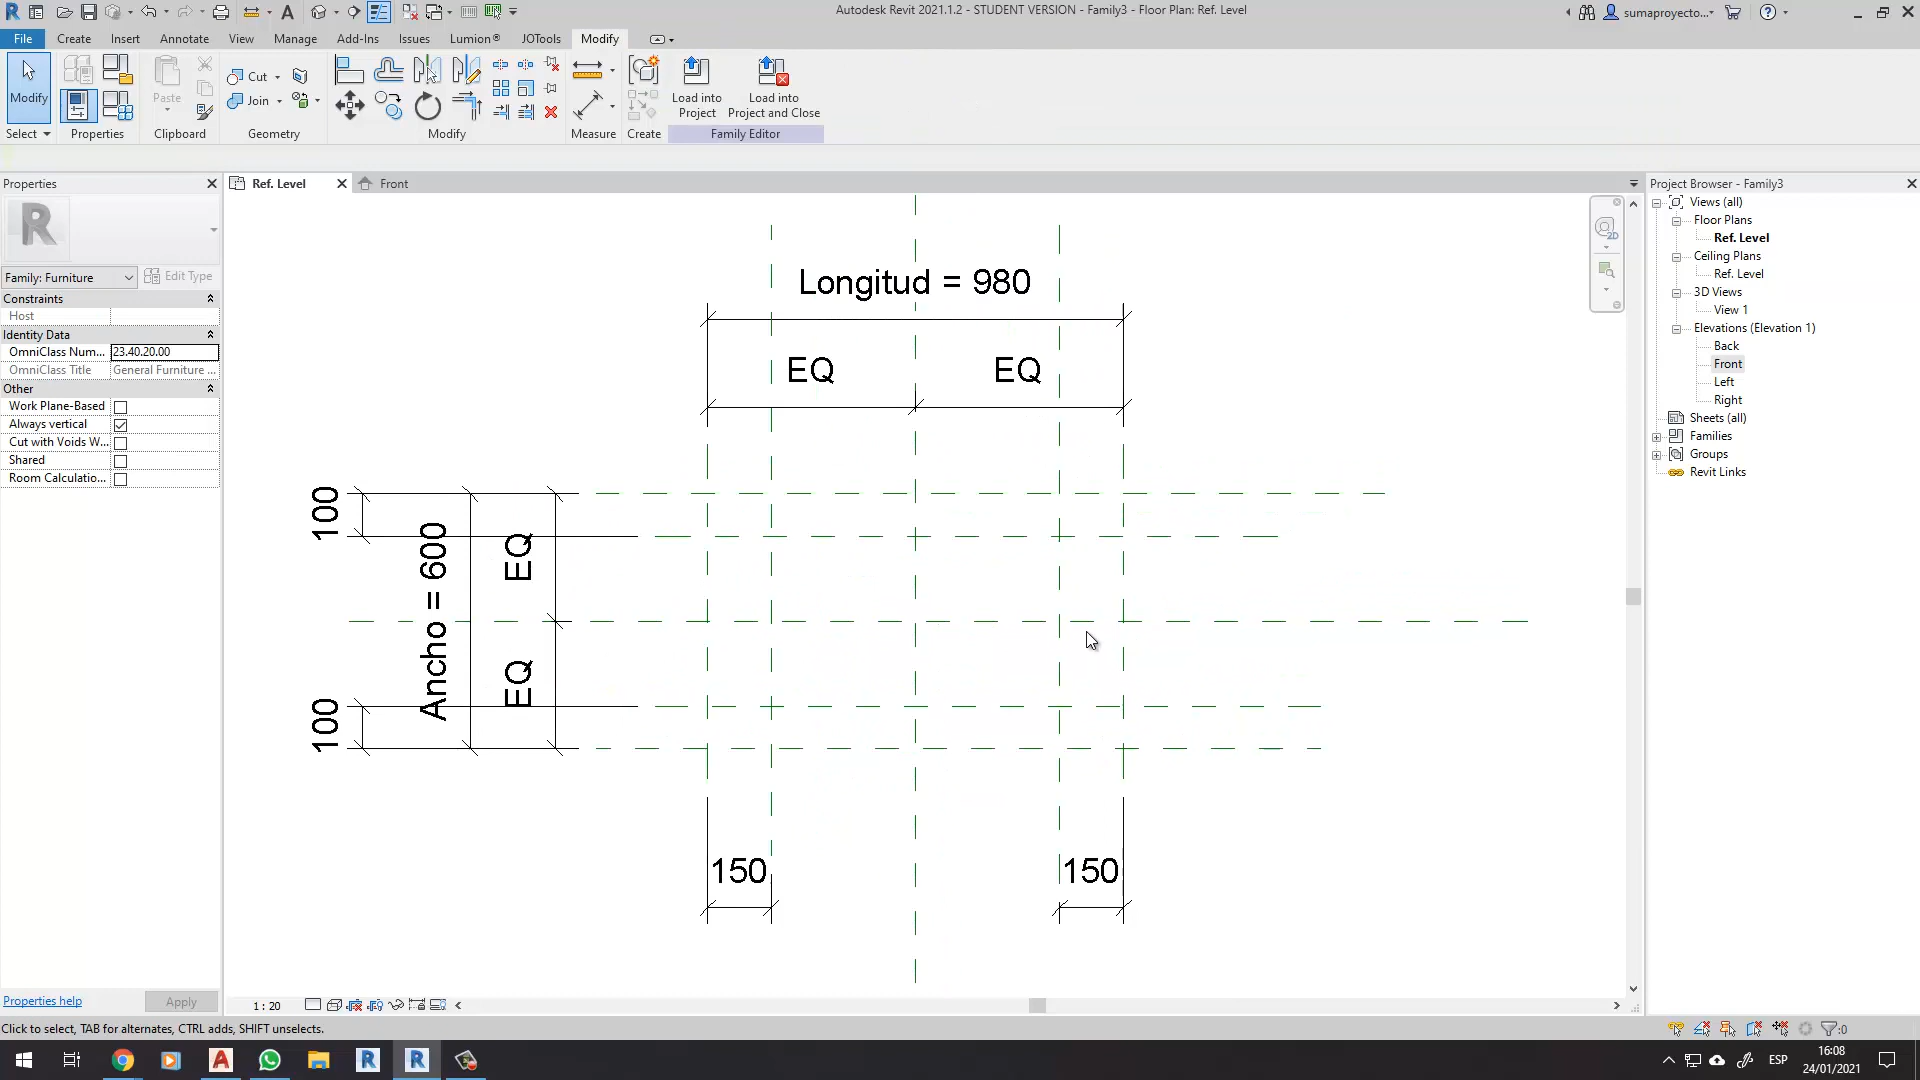 Autodesk Revit 2021.1.2 - STUDENT VERSION - Family3 - Floor Plan: Ref. Level
sumaproyecto...
File Create Insert Annotate View Manage Add-Ins Issues Lumion® JOTools Modify
Modify
Paste
Cut
Join
Load into
Project
Load into
Project and Close
Select Properties Clipboard Geometry Modify Measure Create Family Editor
Properties
Ref. Level
Front
Project Browser - Family3
Family: Furniture
Edit Type
Constraints
Host
Identity Data
OmniClass Num... 23.40.20.00
OmniClass Title General Furniture ...
Other
Work Plane-Based
Always vertical
Cut with Voids W...
Shared
Room Calculatio...
Properties help
Apply
Longitud = 980
EQ EQ
100
Ancho = 600
EQ
EQ
100
150 150
2D
Views (all)
Floor Plans
Ref. Level
Ceiling Plans
Ref. Level
3D Views
View 1
Elevations (Elevation 1)
Back
Front
Left
Right
Sheets (all)
Families
Groups
Revit Links
1 : 20
Click to select, TAB for alternates, CTRL adds, SHIFT unselects.
:0
ESP
16:08
24/01/2021